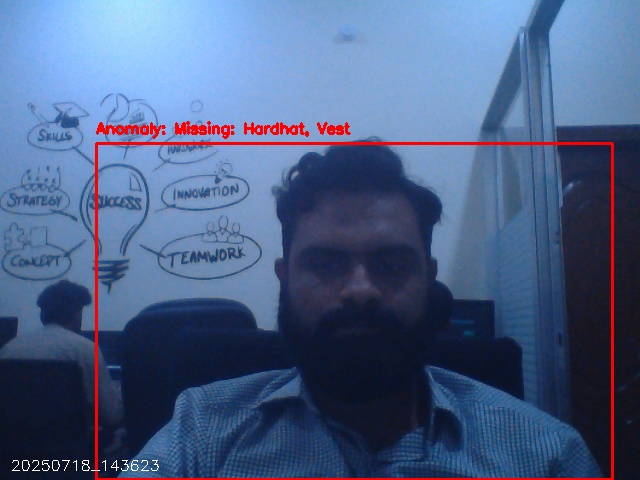 Anomaly: Missing: Hardhat, Vest
SKILLS
STRATEGY
SUCCESS
INNOVATION
CONCEPT
TEAMWORK
20250718_143623